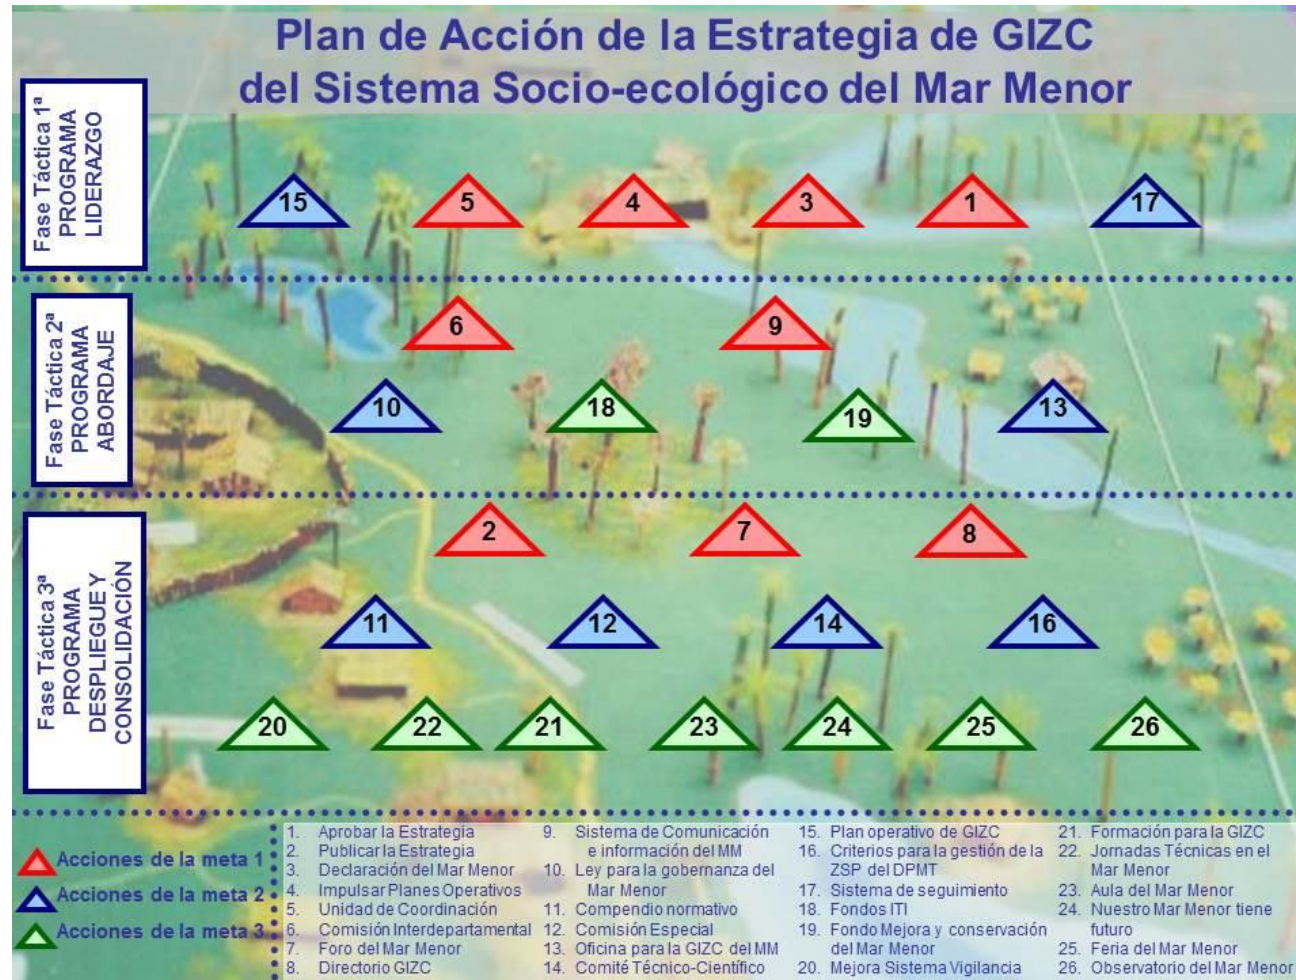 Plan de Acción de la Estrategia de GIZC
del Sistema Socio-ecológico del Mar Menor
Fase Táctica 1ª
PROGRAMA
LIDERAZGO
15
5
4
3
1
17
Fase Táctica 2ª
PROGRAMA
ABORDAJE
6
9
10
18
19
13
Fase Táctica 3ª
PROGRAMA
DESPLIEGUE Y
CONSOLIDACIÓN
2
7
8
11
12
14
16
20
22
21
23
24
25
26
Acciones de la meta 1
Acciones de la meta 2
Acciones de la meta 3
1. Aprobar la Estrategia
2. Publicar la Estrategia
3. Declaración del Mar Menor
4. Impulsar Planes Operativos
5. Unidad de Coordinación
6. Comisión Interdepartamental
7. Foro del Mar Menor
8. Directorio GIZC
9. Sistema de Comunicación
e información del MM
10. Ley para la gobernanza del
Mar Menor
11. Compendio normativo
12. Comisión Especial
13. Oficina para la GIZC del MM
14. Comité Técnico-Científico
15. Plan operativo de GIZC
16. Criterios para la gestión de la
ZSP del DPMT
17. Sistema de seguimiento
18. Fondos ITI
19. Fondo Mejora y conservación
del Mar Menor
20. Mejora Sistema Vigilancia
21. Formación para la GIZC
22. Jornadas Técnicas en el
Mar Menor
23. Aula del Mar Menor
24. Nuestro Mar Menor tiene
futuro
25. Feria del Mar Menor
26. Observatorio del Mar Menor